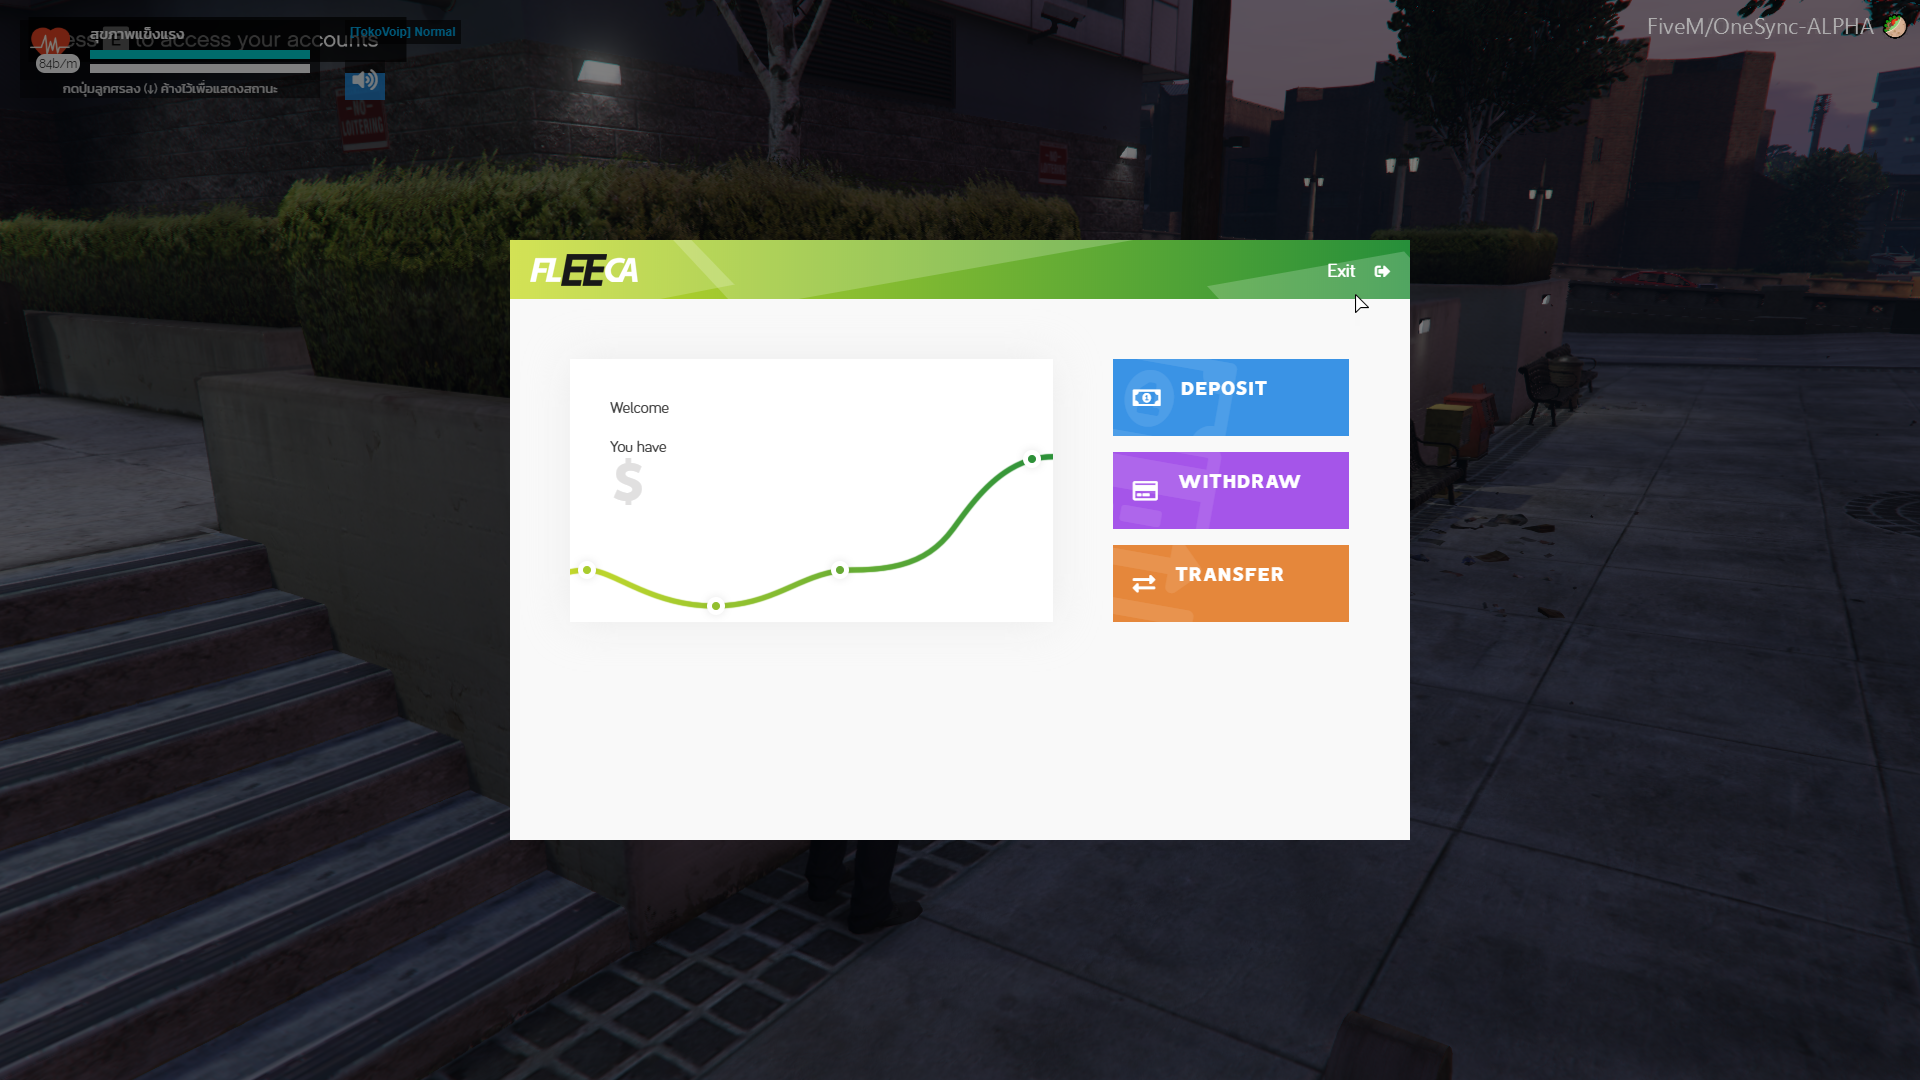 สุขภาพแข็งแรง
ess E to access your accounts
[TokoVoip] Normal
84b/m
กดปุ่มลูกศรลง (↓) ค้างไว้เพื่อแสดงสถานะ
FiveM/OneSync-ALPHA
NO
LOITERING
FLEECA
Exit
Welcome
You have
$
DEPOSIT
WITHDRAW
TRANSFER